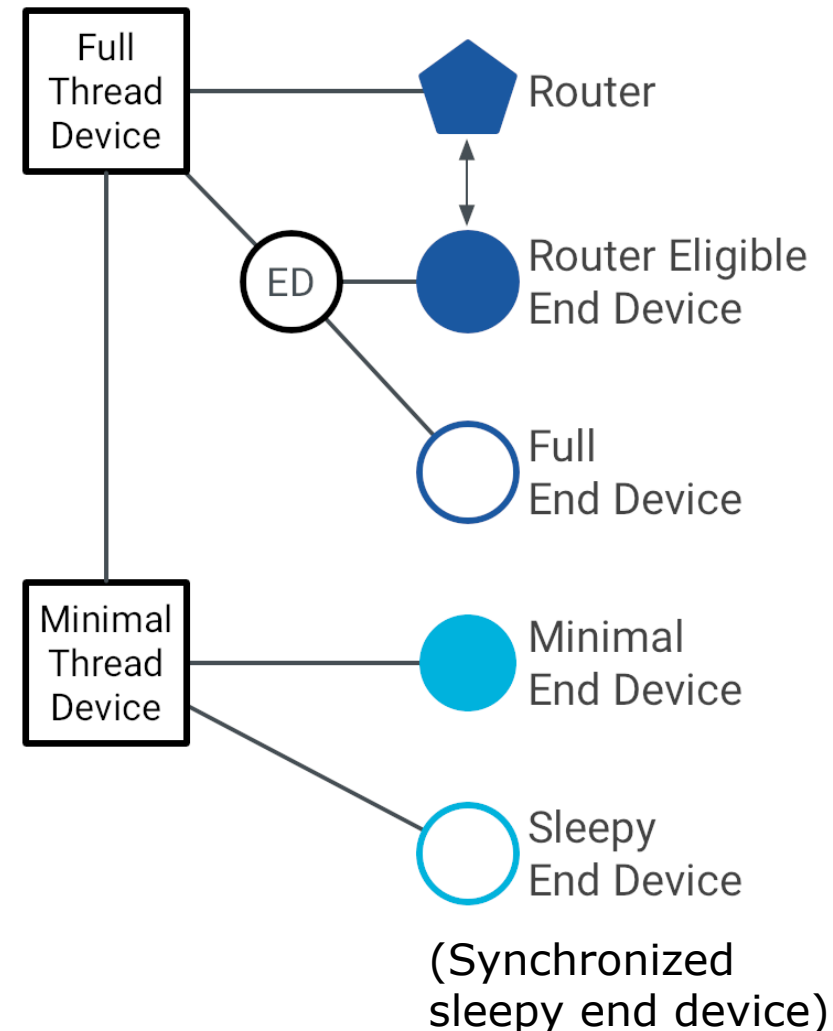 Full
Thread
Device
Router
ED
Router Eligible
End Device
Full
End Device
Minimal
Thread
Device
Minimal
End Device
Sleepy
End Device
(Synchronized
sleepy end device)